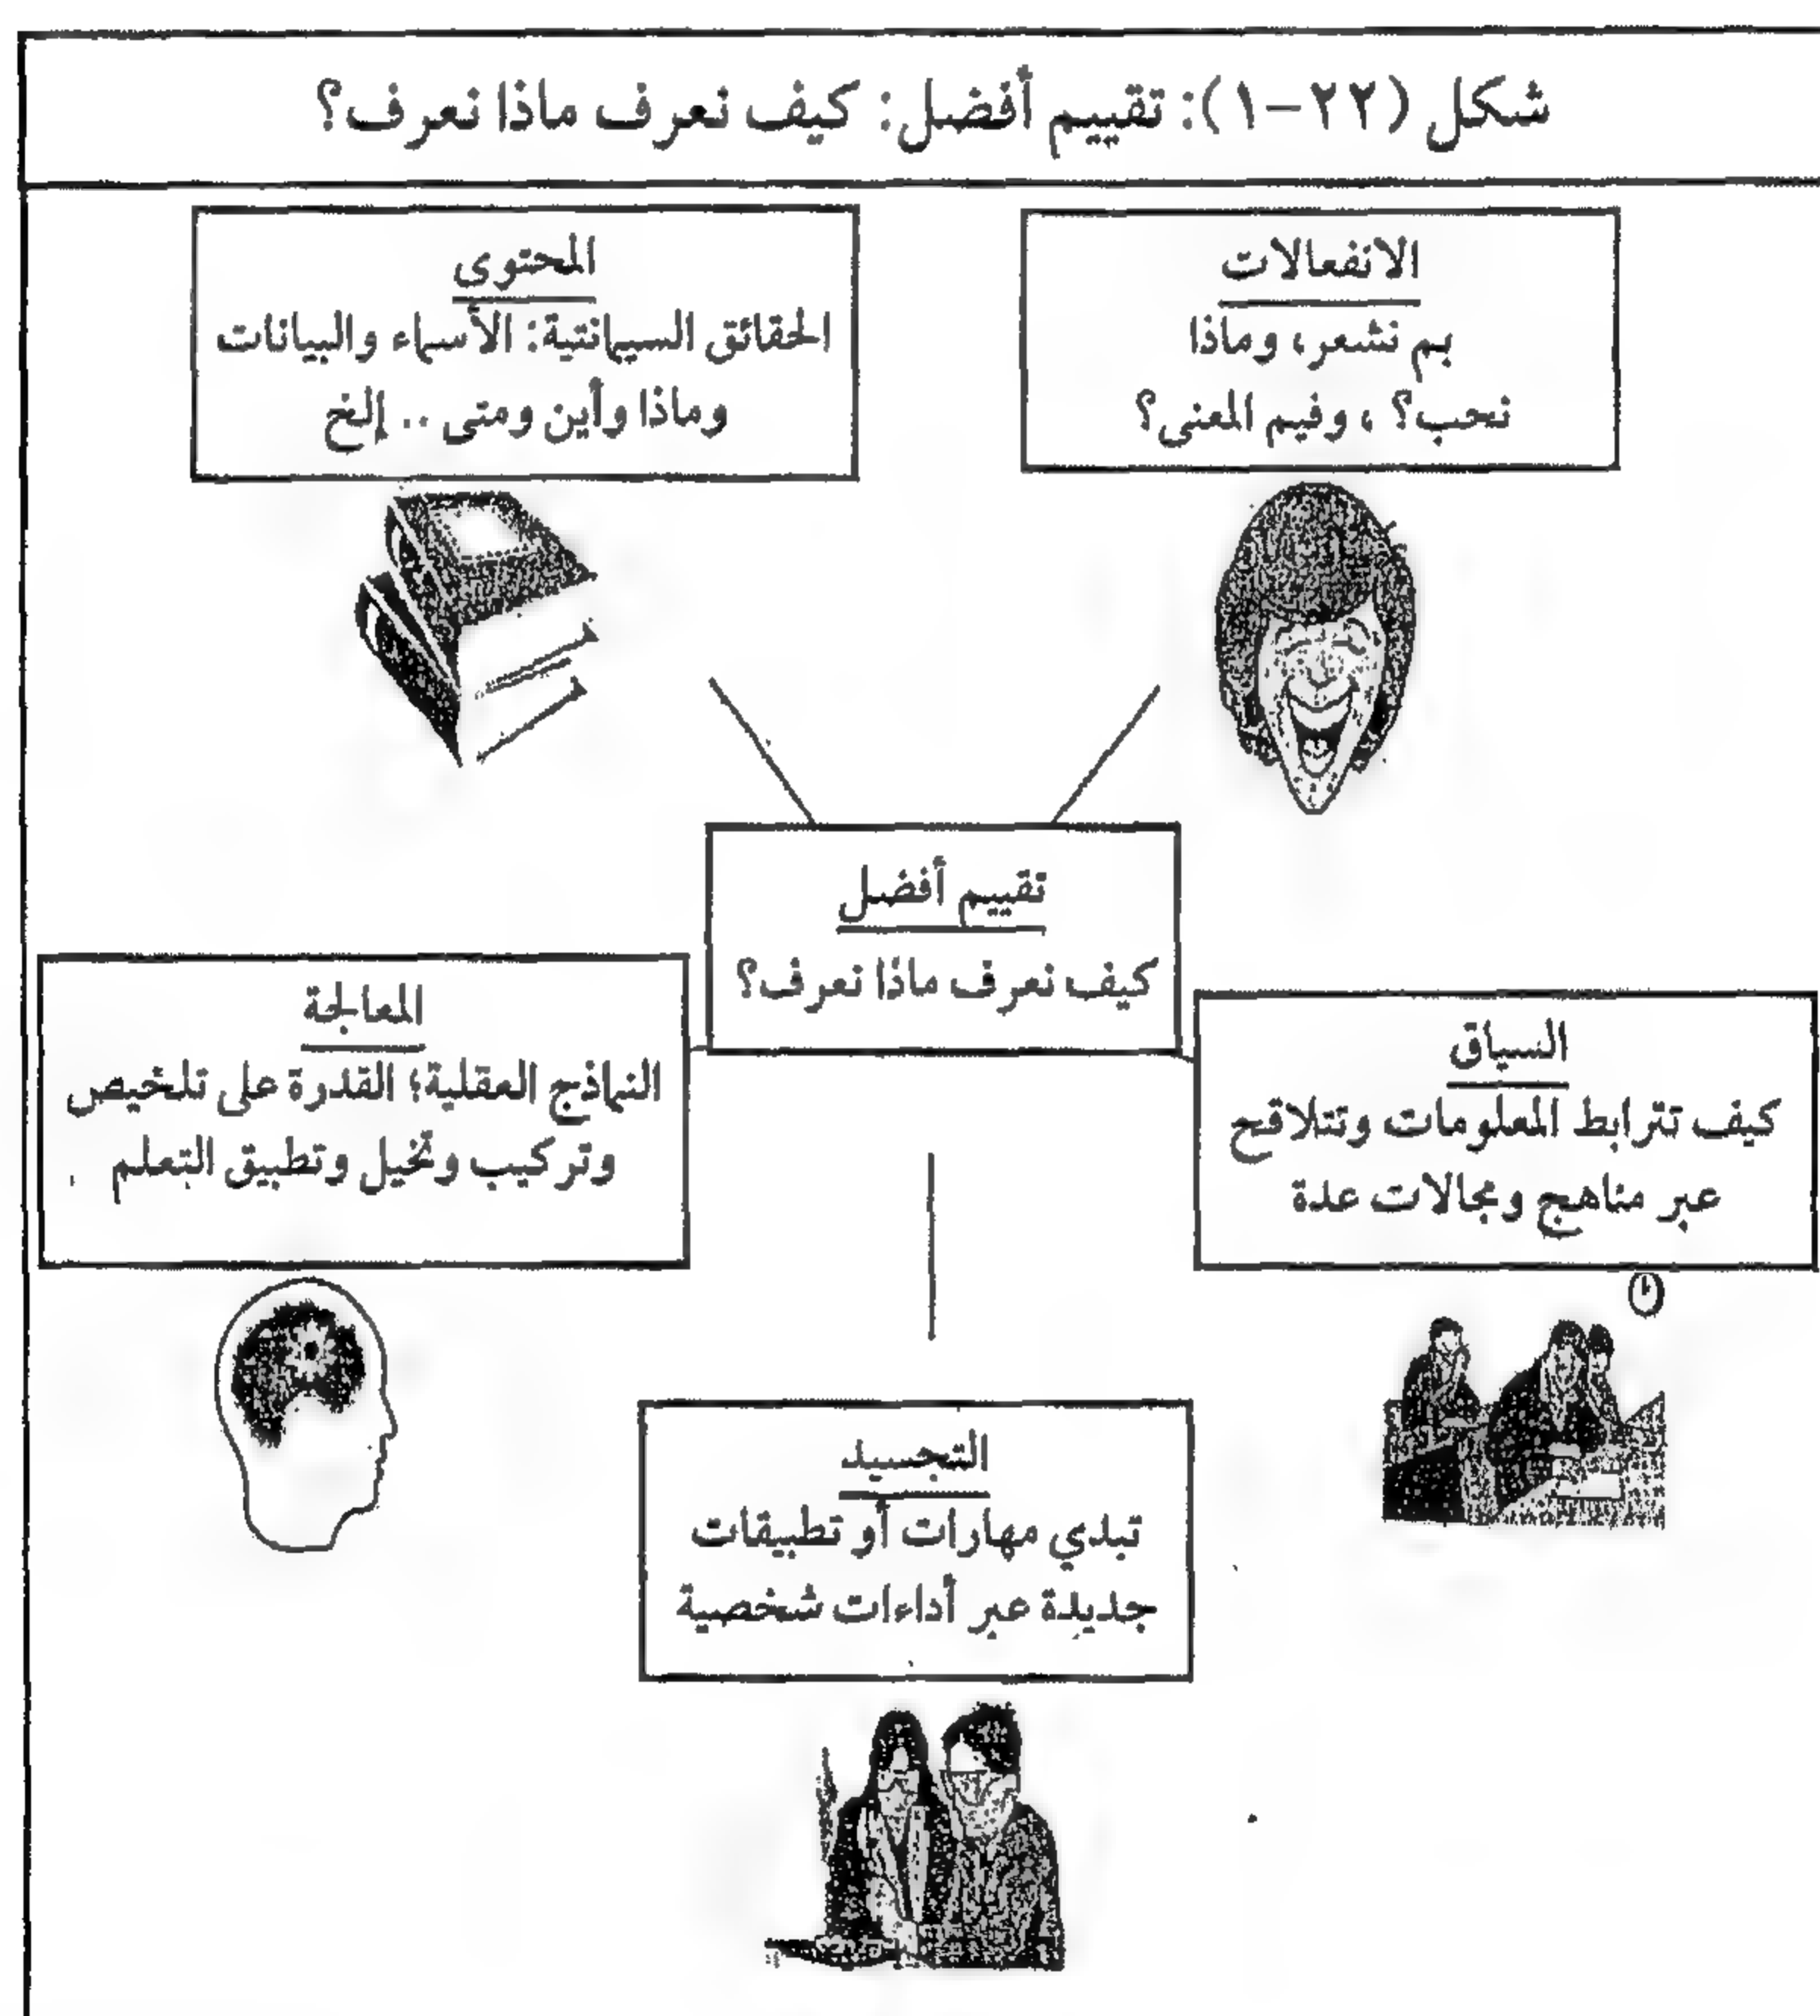 شكل (٢٢-١): تقييم أفضل: كيف نعرف ماذا نعرف؟
الانفعالات
بم نشعر، وماذا
نحب؟ ، وفيم المعنى؟
المحتوى
الحقائق السيمانتية: الأسماء والبيانات
وماذا وأين ومتى .. إلخ
تقييم أفضل
كيف نعرف ماذا نعرف؟
السياق
كيف تترابط المعلومات وتتلاقح
عبر مناهج ومجالات عدة
المعالجة
النماذج العقلية؛ القدرة على تلخيص
وتركيب وتخيل وتطبيق التعلم
التجسيد
تبدي مهارات أو تطبيقات
جديدة عبر أداءات شخصية